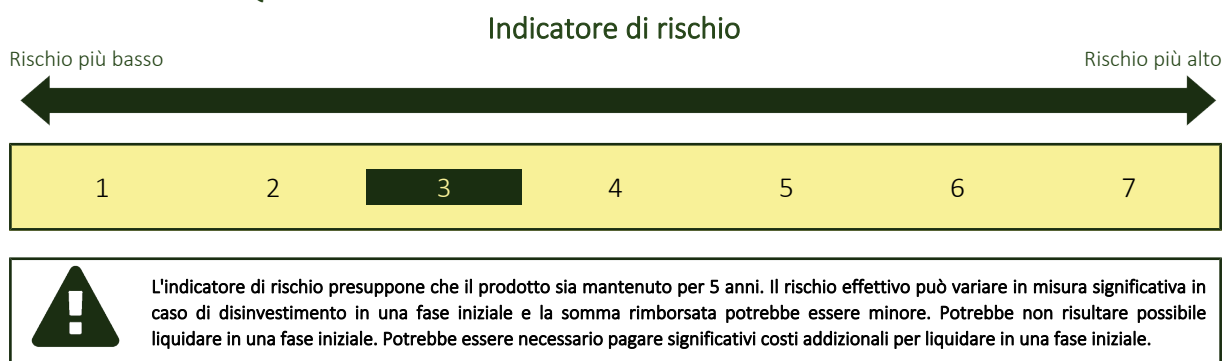 Indicatore di rischio
Rischio più basso
Rischio più alto
1 2 3 4 5 6 7
L'indicatore di rischio presuppone che il prodotto sia mantenuto per 5 anni. Il rischio effettivo può variare in misura significativa in
caso di disinvestimento in una fase iniziale e la somma rimborsata potrebbe essere minore. Potrebbe non risultare possibile
liquidare in una fase iniziale. Potrebbe essere necessario pagare significativi costi addizionali per liquidare in una fase iniziale.